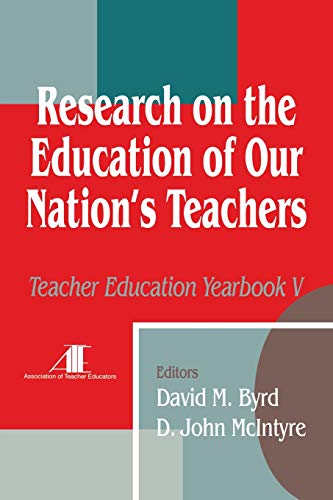 Research on the
Education of Our
Nation's Teachers
Teacher Education Yearbook V
ATE
Association of Teacher Educators
Editors
David M. Byrd
D. John McIntyre